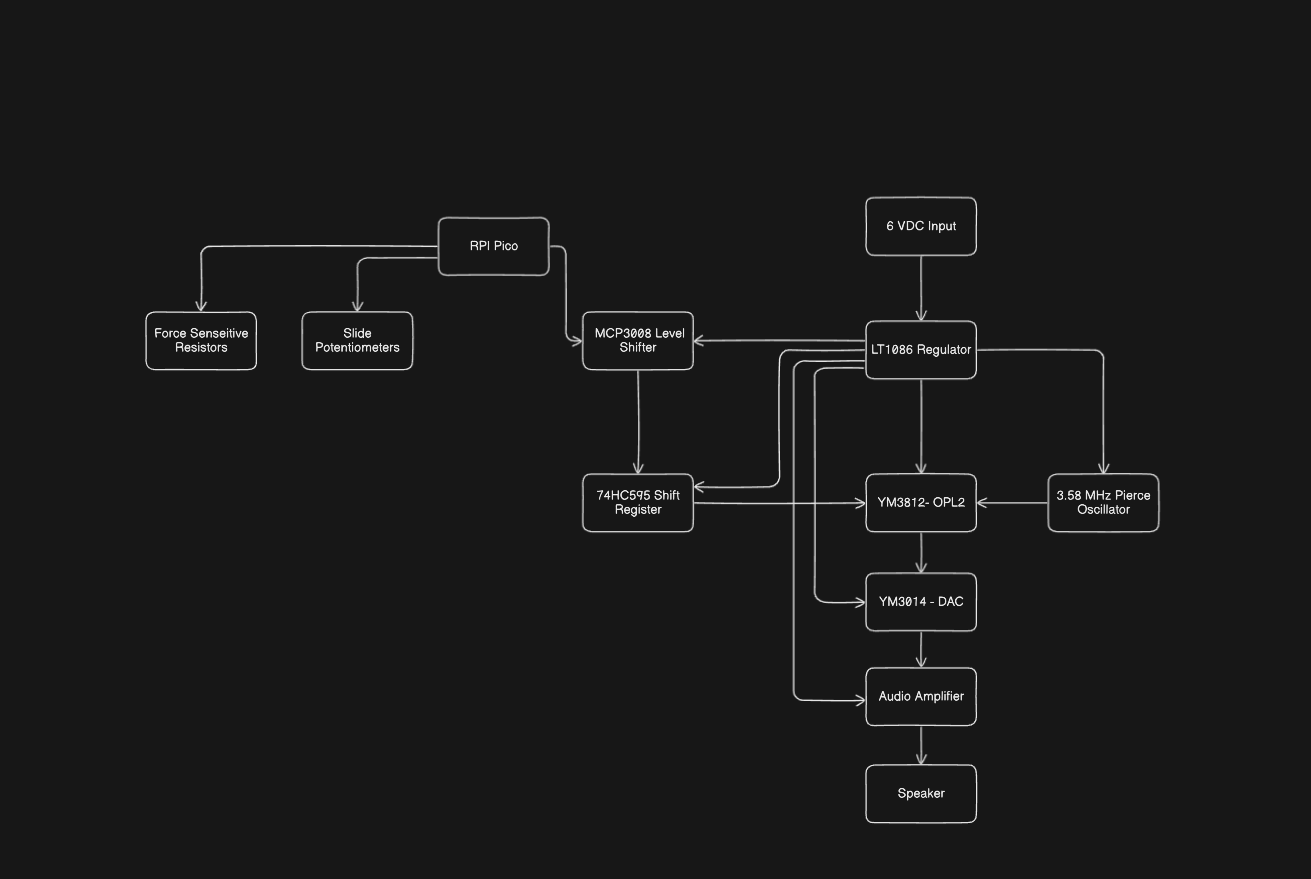 6 VDC Input
RPI Pico
Force Senseitive
Resistors
Slide
Potentiometers
MCP3008 Level
Shifter
LT1086 Regulator
74HC595 Shift
Register
YM3812- OPL2
3.58 MHz Pierce
Oscillator
YM3014 - DAC
Audio Amplifier
Speaker